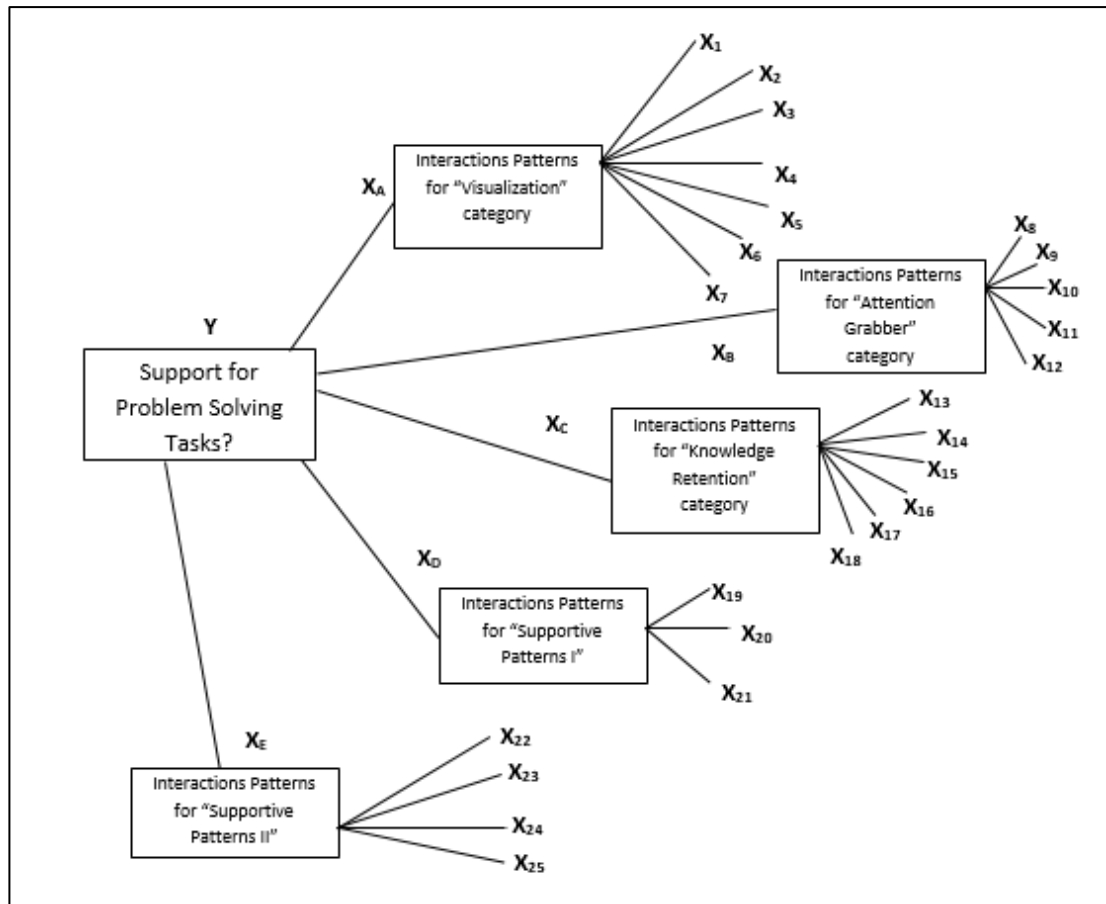 X1
X2
X3
X4
X5
X6
X7
XA
Interactions Patterns
for “Visualization”
category
X8
X9
X10
X11
X12
Interactions Patterns
for “Attention
Grabber”
category
XB
Y
Support for
Problem Solving
Tasks?
XC
Interactions Patterns
for “Knowledge
Retention”
category
X13
X14
X15
X16
X17
X18
XD
Interactions Patterns
for “Supportive
Patterns I”
X19
X20
X21
XE
Interactions Patterns
for “Supportive
Patterns II”
X22
X23
X24
X25